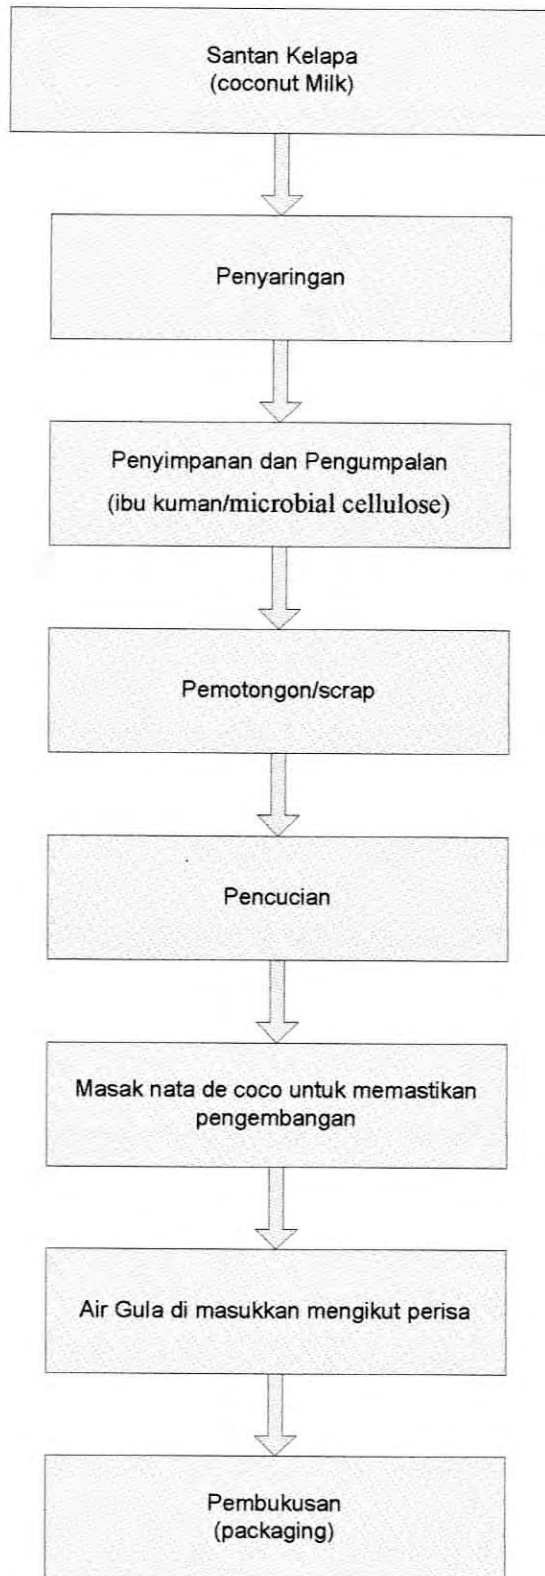 Santan Kelapa
(coconut Milk)
Penyaringan
Penyimpanan dan Pengumpalan
(ibu kuman/microbial cellulose)
Pemotongon/scrap
Pencucian
Masak nata de coco untuk memastikan
pengembangan
Air Gula di masukkan mengikut perisa
Pembukusan
(packaging)